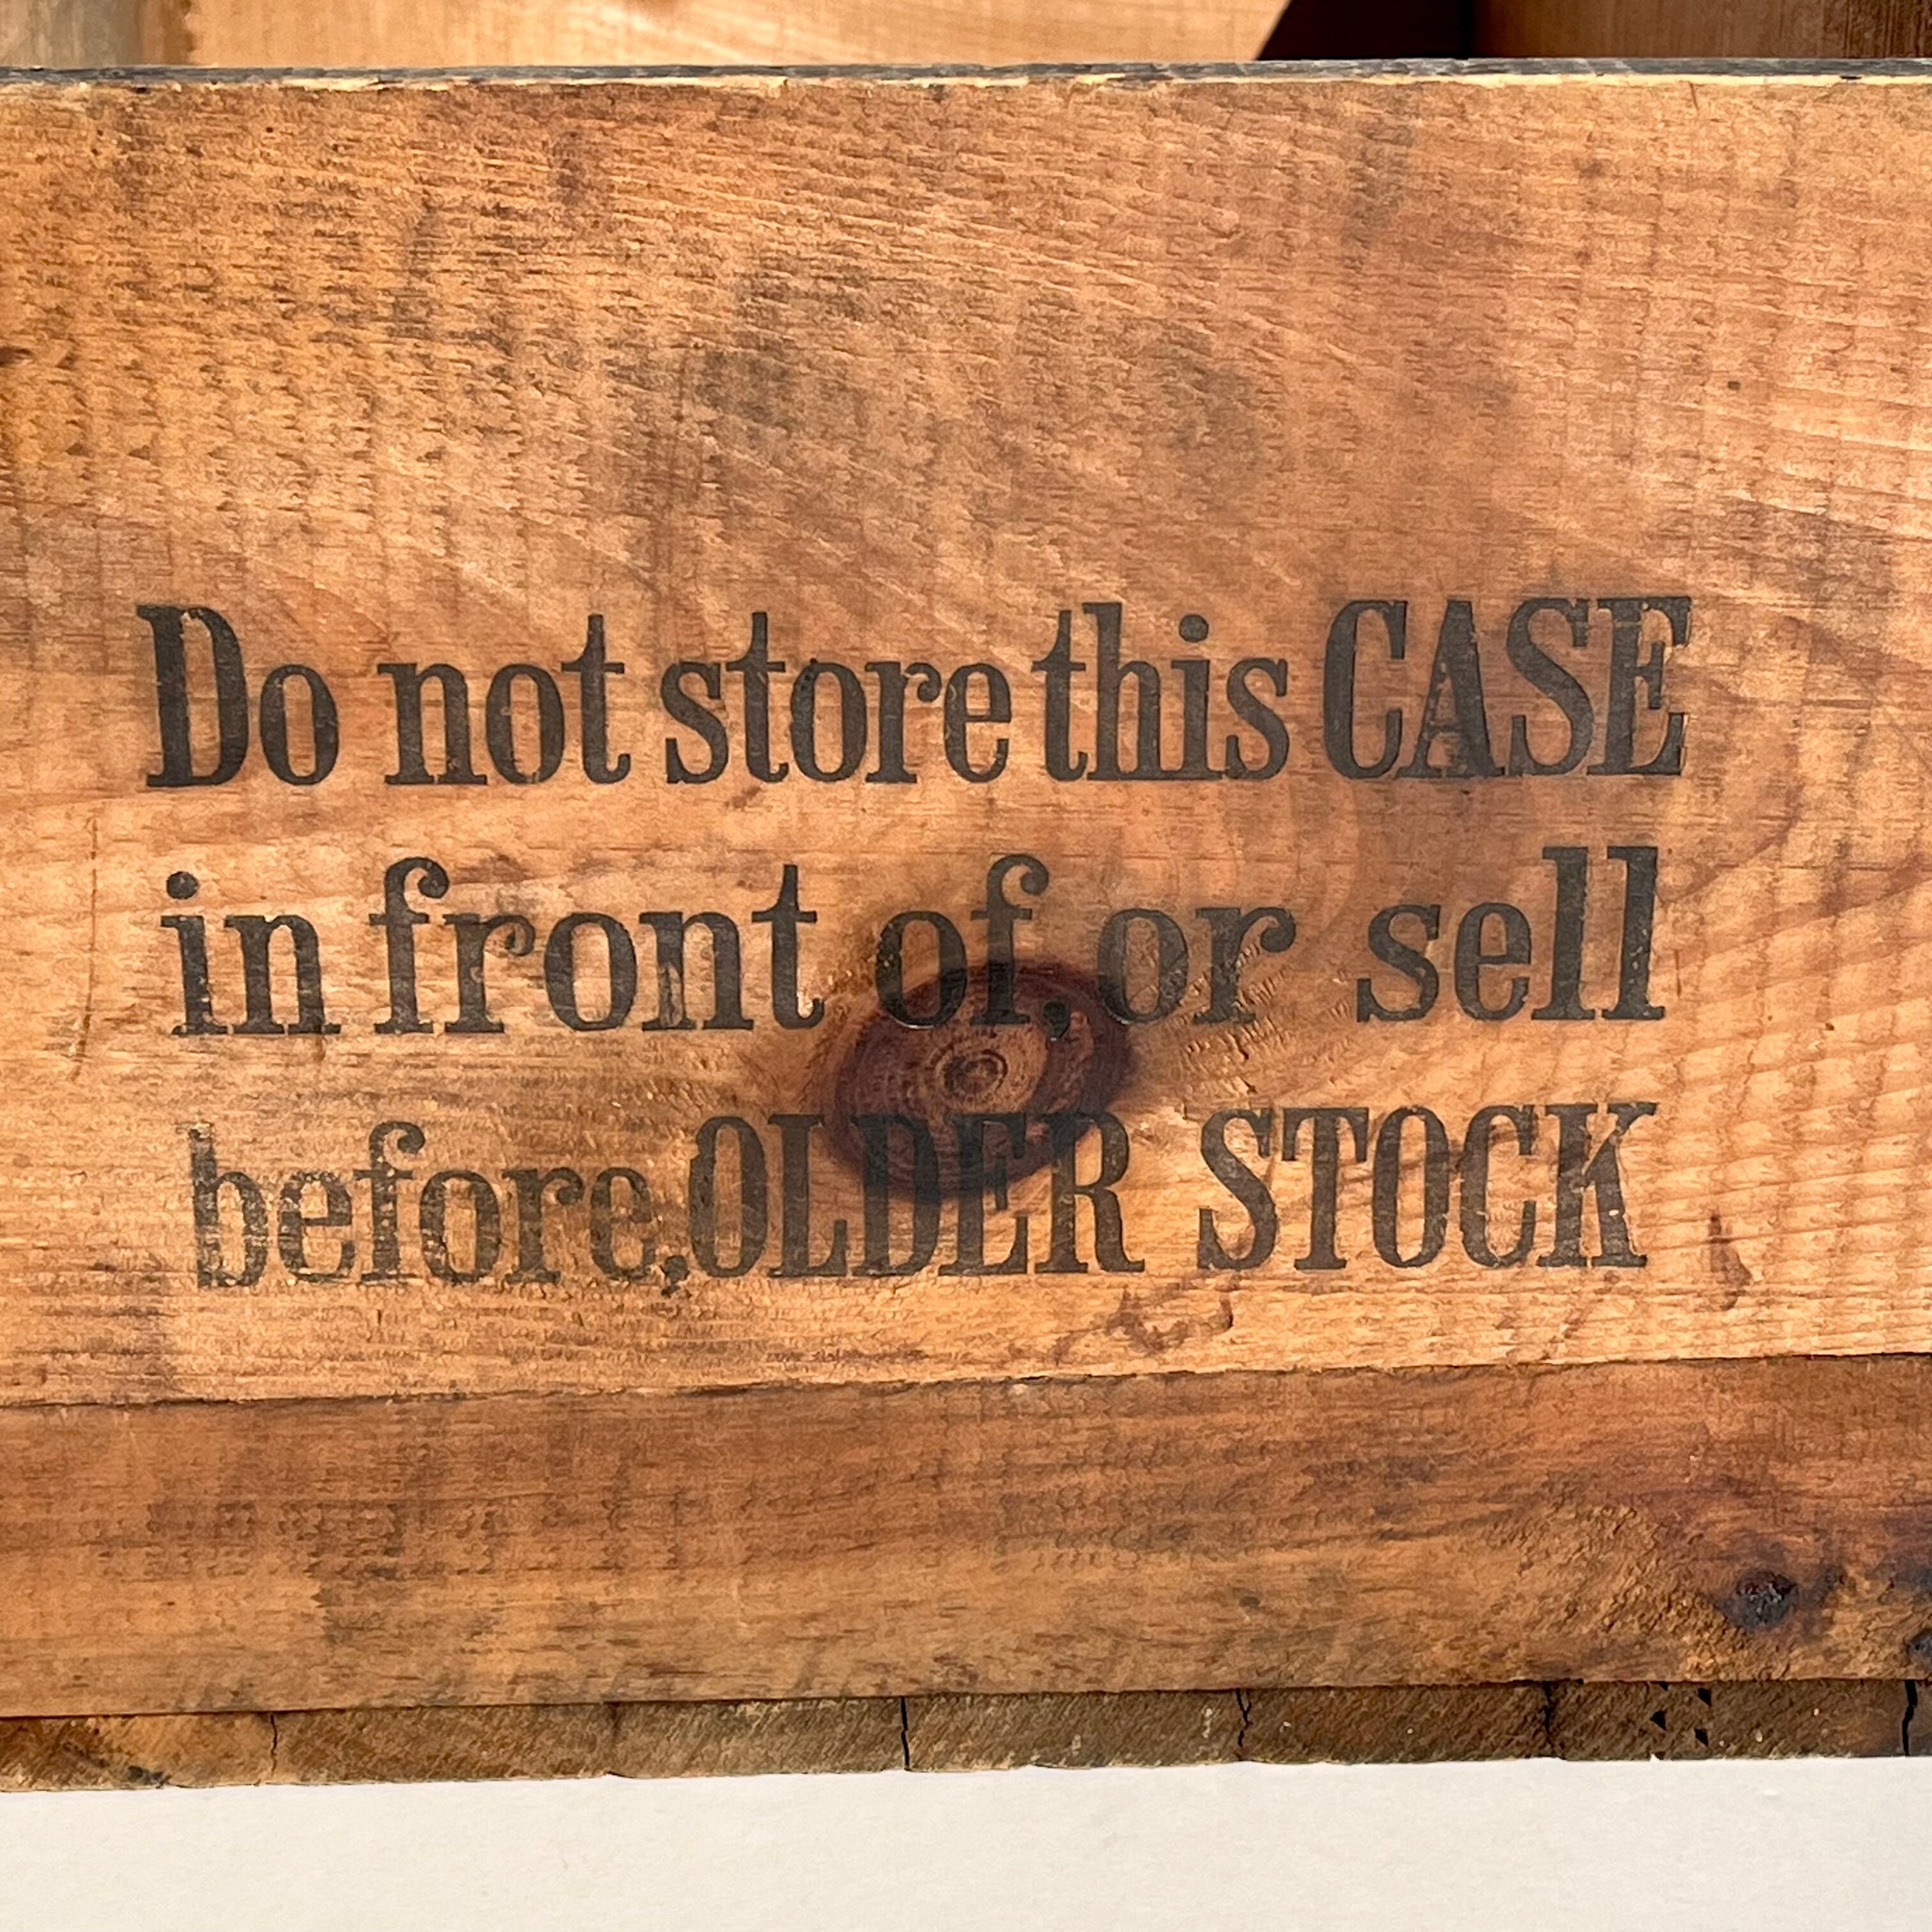 Do not store this CASE
in front of, or sell
before, OLDER STOCK